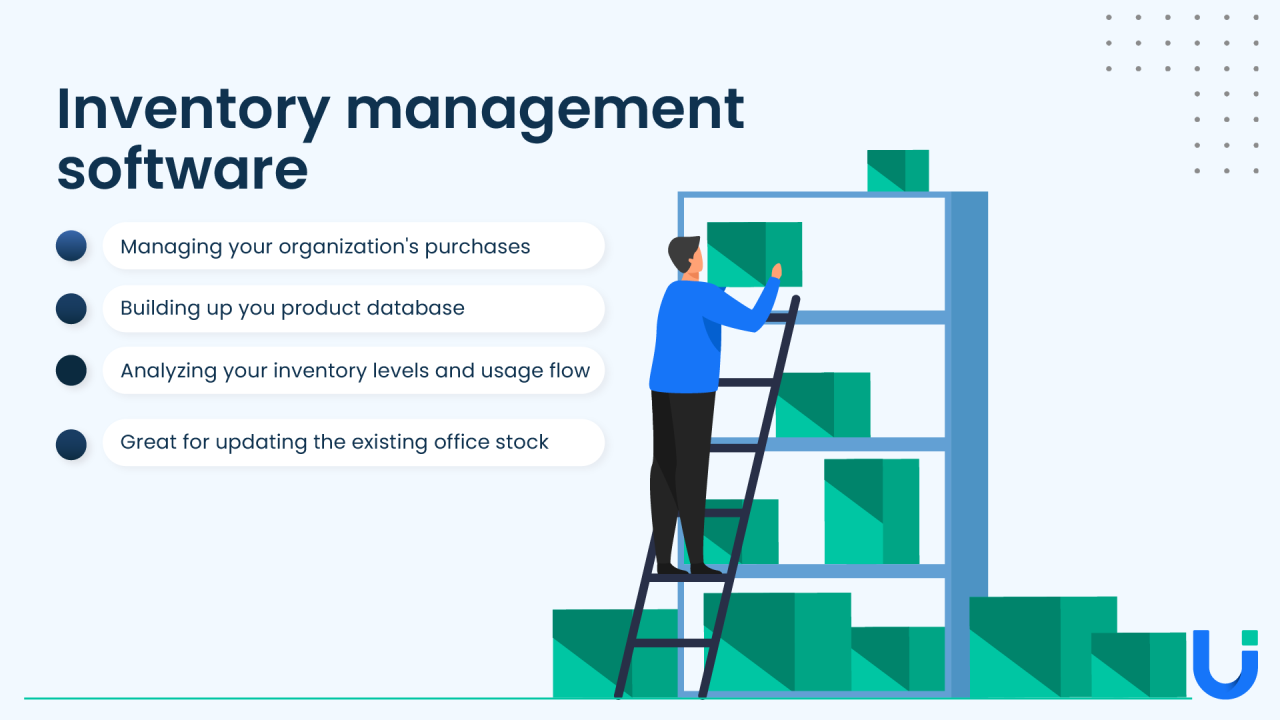 Inventory management
software
Managing your organization's purchases
Building up you product database
Analyzing your inventory levels and usage flow
Great for updating the existing office stock